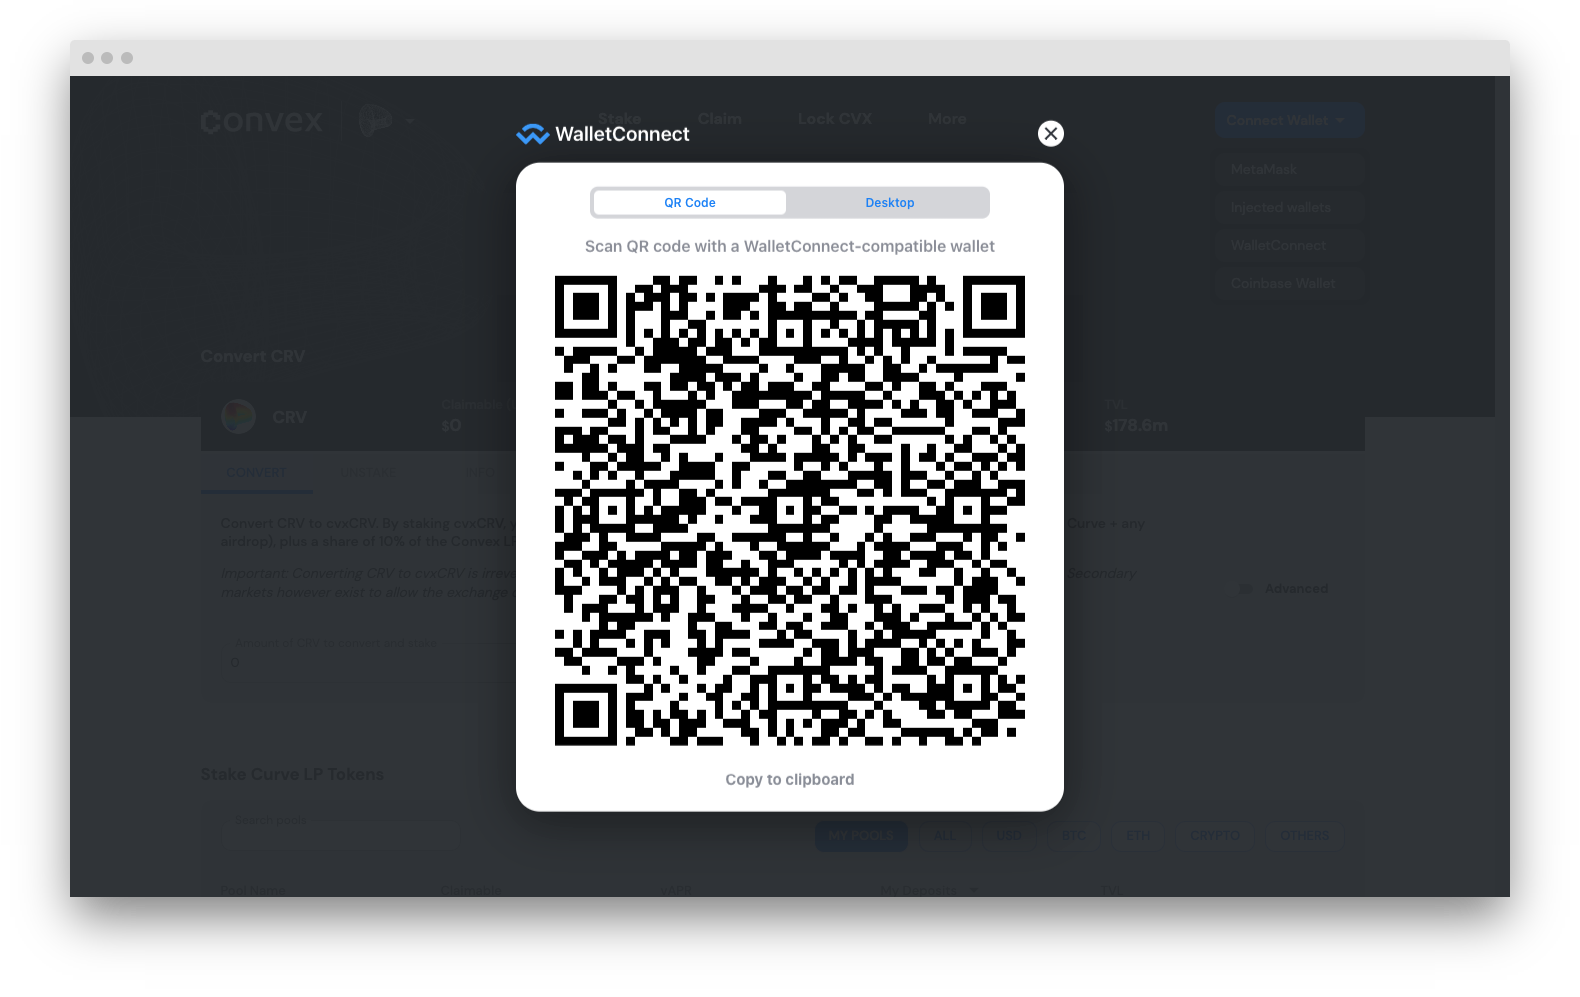 convex
Stake Claim Lock CVX More
Connect Wallet
WalletConnect
MetaMask
Injected wallets
WalletConnect
Coinbase Wallet
QR Code Desktop
Scan QR code with a WalletConnect-compatible wallet
Convert CRV
CRV
Claimable
$0
TVL
$178.6m
CONVERT UNSTAKE INFO
Convert CRV to cvxCRV. By staking cvxCRV, Curve + any
airdrop), plus a share of 10% of the Convex
Important: Converting CRV to cvxCRV is Secondary
markets however exist to allow the exchange
Advanced
Amount of CRV to convert and stake
0
Copy to clipboard
Stake Curve LP Tokens
Search pools
MY POOLS ALL USD BTC ETH CRYPTO OTHERS
Pool Name Claimable vAPR My Deposits TVL